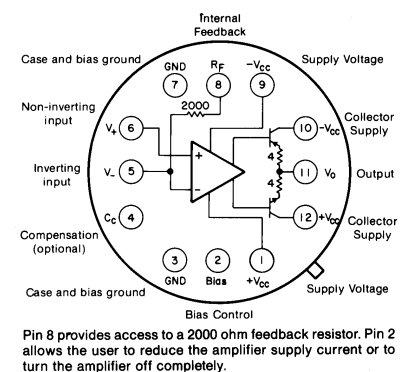 Internal
Feedback
Case and bias ground
GND
RF
-VCC
Supply Voltage
7
8
9
2000
Non-inverting
input
V+
6
+
10
-VCC
Collector
Supply
4
Inverting
input
V-
5
-
11
VO
Output
4
CC
4
12
+VCC
Collector
Supply
Compensation
(optional)
3
2
1
GND
Bias
+VCC
Case and bias ground
Supply Voltage
Bias Control
Pin 8 provides access to a 2000 ohm feedback resistor. Pin 2
allows the user to reduce the amplifier supply current or to
turn the amplifier off completely.